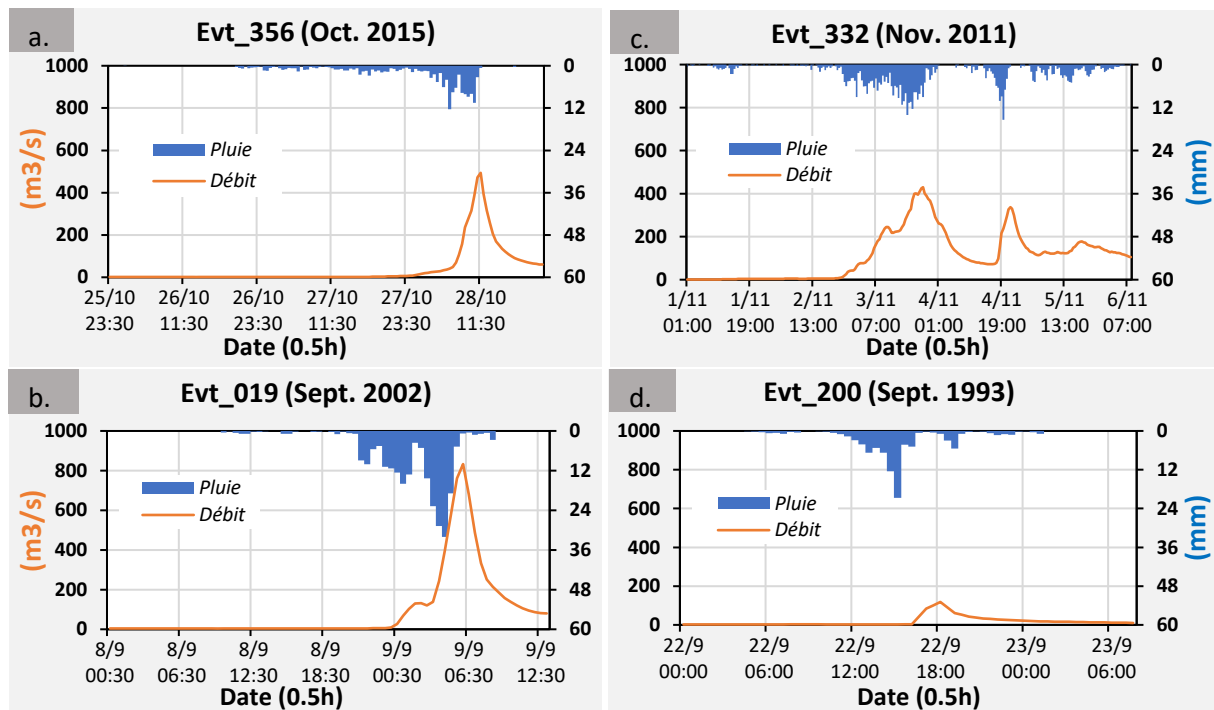 a.
Evt_356 (Oct. 2015)
1000
800
600
400
200
0
0
12
24
36
48
60
(m3/s)
Pluie
Débit
25/10 26/10 26/10 27/10 27/10 28/10
23:30 11:30 23:30 11:30 23:30 11:30
Date (0.5h)
c.
Evt_332 (Nov. 2011)
1000
800
600
400
200
0
0
12
24
36
48
60
(mm)
Pluie
Débit
1/11 1/11 2/11 3/11 4/11 4/11 5/11 6/11
01:00 19:00 13:00 07:00 01:00 19:00 13:00 07:00
Date (0.5h)
b.
Evt_019 (Sept. 2002)
1000
800
600
400
200
0
0
12
24
36
48
60
(m3/s)
Pluie
Débit
8/9 8/9 8/9 8/9 9/9 9/9 9/9
00:30 06:30 12:30 18:30 00:30 06:30 12:30
Date (0.5h)
d.
Evt_200 (Sept. 1993)
1000
800
600
400
200
0
0
12
24
36
48
60
(mm)
Pluie
Débit
22/9 22/9 22/9 22/9 23/9 23/9
00:00 06:00 12:00 18:00 00:00 06:00
Date (0.5h)